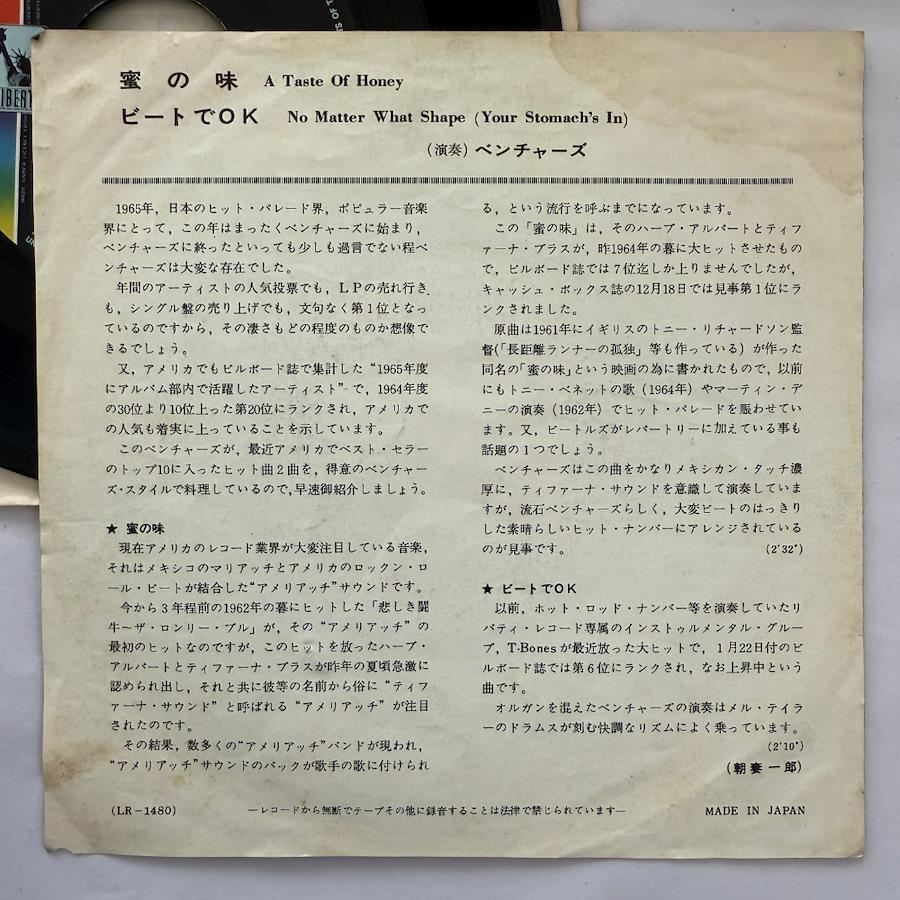 蜜の味 A Taste Of Honey
ビートでOK No Matter What Shape (Your Stomach's In)
(演奏) ベンチャーズ
1965年，日本のヒット・パレード界，ポピュラー音楽
界にとって，この年はまったくベンチャーズに始まり，
ベンチャーズに終ったといっても少しも過言でない程ベ
ンチャーズは大変な存在でした。
年間のアーティストの人気投票でも，ＬＰの売れ行き
も，シングル盤の売り上げでも，文句なく第１位となっ
ているのですから，その凄さもどの程度のものか想像で
きるでしょう。
又，アメリカでもビルボード誌で集計した“1965年度
にアルバム部内で活躍したアーティスト”で，1964年度
の30位より10位上った第20位にランクされ，アメリカで
の人気も着実に上っていることを示しています。
このベンチャーズが，最近アメリカでベスト・セラー
のトップ10に入ったヒット曲２曲を，得意のベンチャー
ズ・スタイルで料理しているので，早速御紹介しましょう。
★ 蜜の味
現在アメリカのレコード業界が大変注目している音楽，
それはメキシコのマリアッチとアメリカのロックン・ロ
ール・ビートが結合した“アメリアッチ”サウンドです。
今から３年程前の1962年の暮にヒットした「悲しき闘
牛〜ザ・ロンリー・ブル」が，その“アメリアッチ”の
最初のヒットなのですが，このヒットを放ったハーブ・
アルバートとティファーナ・ブラスが昨年の夏頃急激に
認められ出し，それと共に彼等の名前から俗に“ティフ
ァーナ・サウンド”と呼ばれる“アメリアッチ”が注目
されたのです。
その結果，数多くの“アメリアッチ”バンドが現われ，
“アメリアッチ”サウンドのバックが歌手の歌に付けられ
る，という流行を呼ぶまでになっています。
この「蜜の味」は，そのハーブ・アルバートとティフ
ァーナ・ブラスが，昨1964年の暮に大ヒットさせたもの
で，ビルボード誌では７位迄しか上りませんでしたが，
キャッシュ・ボックス誌の12月18日では見事第１位にラ
ンクされました。
原曲は1961年にイギリスのトニー・リチャードソン監
督(「長距離ランナーの孤独」等も作っている) が作った
同名の「蜜の味」という映画の為に書かれたもので，以前
にもトニー・ベネットの歌 (1964年) やマーティン・デ
ニーの演奏 (1962年) でヒット・パレードを賑わせてい
ます。又，ビートルズがレパートリーに加えている事も
話題の１つでしょう。
ベンチャーズはこの曲をかなりメキシカン・タッチ濃
厚に，ティファーナ・サウンドを意識して演奏していま
すが，流石ベンチャーズらしく，大変ビートのはっきり
した素晴らしいヒット・ナンバーにアレンジされている
のが見事です。 (2'32")
★ ビートでOK
以前，ホット・ロッド・ナンバー等を演奏していたリ
バティ・レコード専属のインストゥルメンタル・グルー
プ，T-Bonesが最近放った大ヒットで，１月22日付のビ
ルボード誌では第６位にランクされ，なお上昇中という
曲です。
オルガンを混えたベンチャーズの演奏はメル・テイラ
ーのドラムスが刻む快調なリズムによく乗っています。
(2'10")
(朝妻一郎)
(LR-1480) —レコードから無断でテープその他に録音することは法律で禁じられています— MADE IN JAPAN